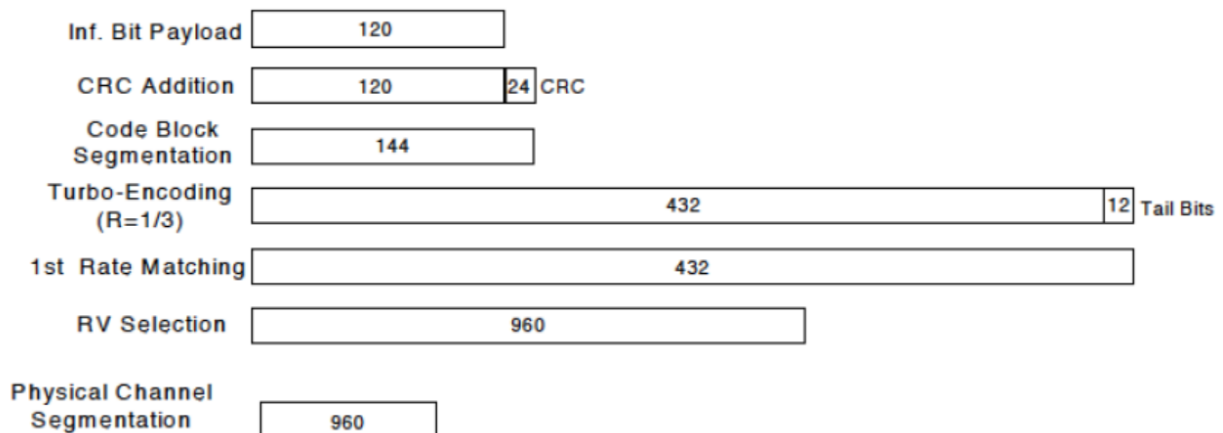 Inf. Bit Payload 120
CRC Addition 120 24 CRC
Code Block
Segmentation 144
Turbo-Encoding
(R=1/3) 432 12 Tail Bits
1st Rate Matching 432
RV Selection 960
Physical Channel
Segmentation 960